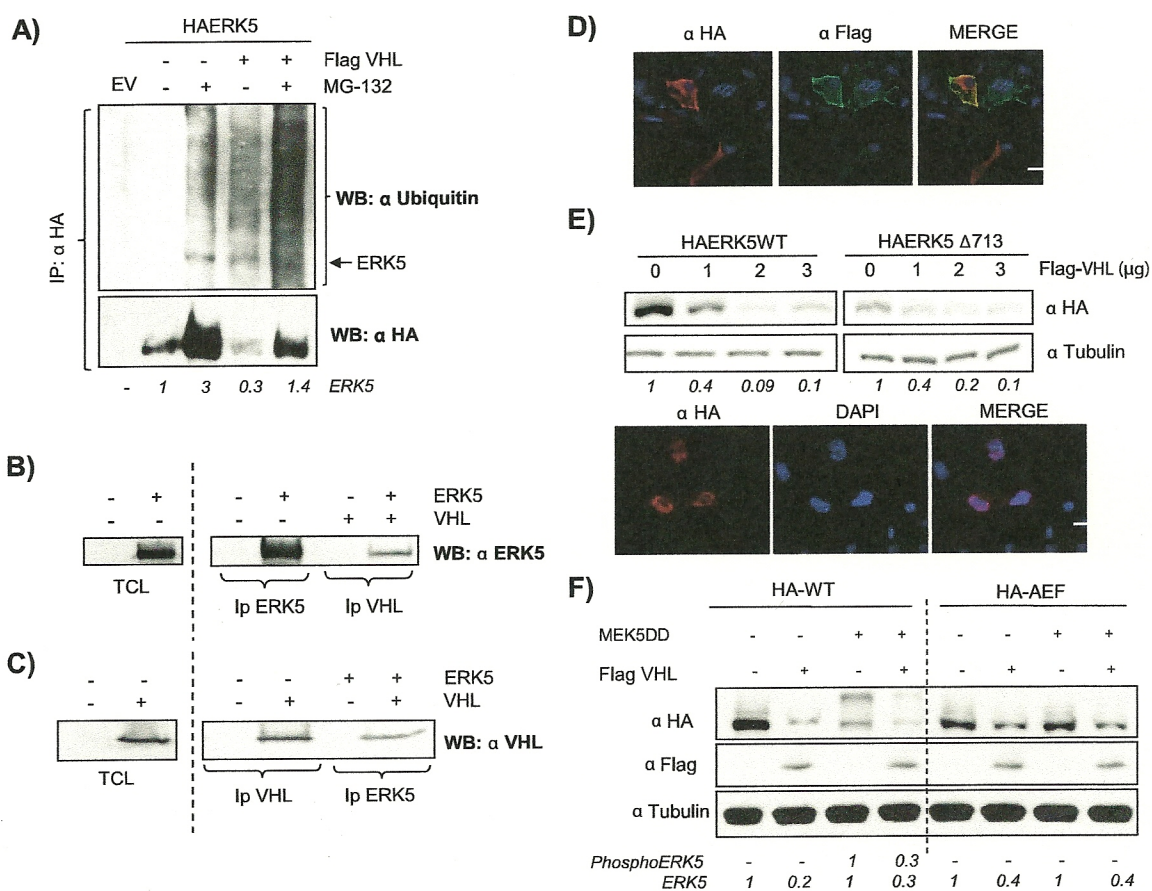 A)
HAERK5
- - + + Flag VHL
EV - + - + MG-132
IP: α HA
WB: α Ubiquitin
ERK5
WB: α HA
- 1 3 0.3 1.4 ERK5
B)
- + - + - + ERK5
- - - - + + VHL
WB: α ERK5
TCL
Ip ERK5 Ip VHL
C)
- - - - + + ERK5
- + - + - + VHL
WB: α VHL
TCL
Ip VHL Ip ERK5
D)
α HA α Flag MERGE
E)
HAERK5WT HAERK5 Δ713
0 1 2 3 0 1 2 3 Flag-VHL (µg)
α HA
α Tubulin
1 0.4 0.09 0.1 1 0.4 0.2 0.1
α HA DAPI MERGE
F)
HA-WT HA-AEF
MEK5DD - - + + - - + +
Flag VHL - + - + - + - +
α HA
α Flag
α Tubulin
PhosphoERK5 - - 1 0.3 - - - -
ERK5 1 0.2 1 0.3 1 0.4 1 0.4